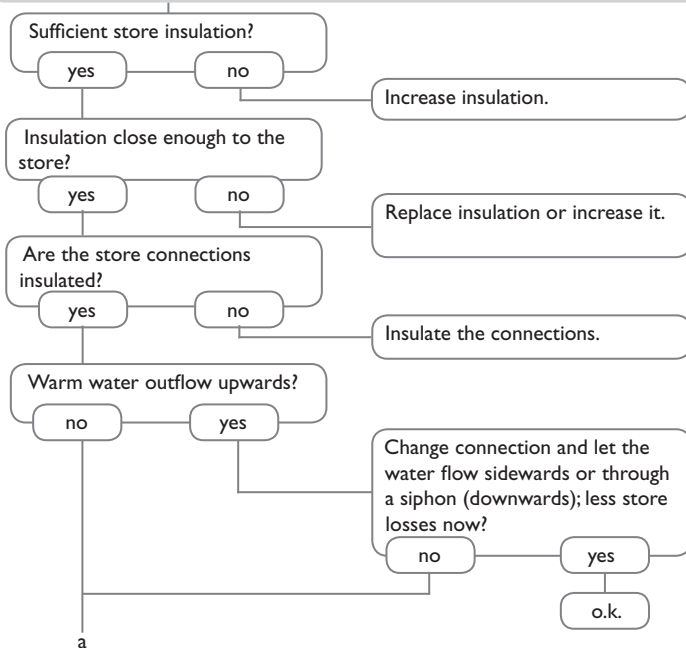 Sufficient store insulation?
yes
no
Increase insulation.
Insulation close enough to the
store?
yes
no
Replace insulation or increase it.
Are the store connections
insulated?
yes
no
Insulate the connections.
Warm water outflow upwards?
no
yes
Change connection and let the
water flow sidewards or through
a siphon (downwards); less store
losses now?
no
yes
o.k.
a